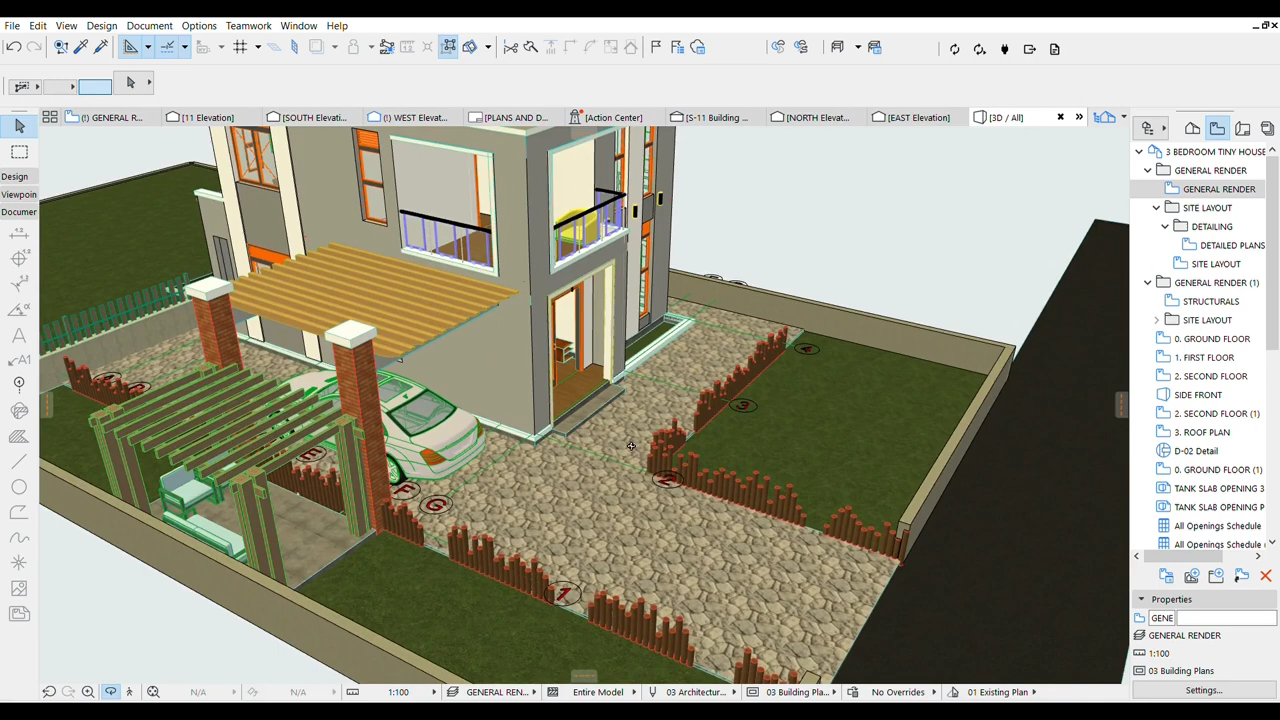 File Edit View Design Document Options Teamwork Window Help
(!) GENERAL R... [11 Elevation] [SOUTH Elevati... (!) WEST Elevat... [PLANS AND D... [Action Center] [S-11 Building ... [NORTH Elevat... [EAST Elevation] [3D / All]
Design
Viewpoin
Documer
3 BEDROOM TINY HOUSE
GENERAL RENDER
GENERAL RENDER
SITE LAYOUT
DETAILING
DETAILED PLANS
SITE LAYOUT
GENERAL RENDER (1)
STRUCTURALS
SITE LAYOUT
0. GROUND FLOOR
1. FIRST FLOOR
2. SECOND FLOOR
SIDE FRONT
2. SECOND FLOOR (1)
3. ROOF PLAN
D-02 Detail
0. GROUND FLOOR (1)
TANK SLAB OPENING 3
TANK SLAB OPENING P
All Openings Schedule
All Openings Schedule (
Properties
GENE
GENERAL RENDER
1:100
03 Building Plans
Settings...
4
3
2
E
F
G
1
N/A N/A 1:100 GENERAL REN... Entire Model 03 Architectur... 03 Building Pla... No Overrides 01 Existing Plan